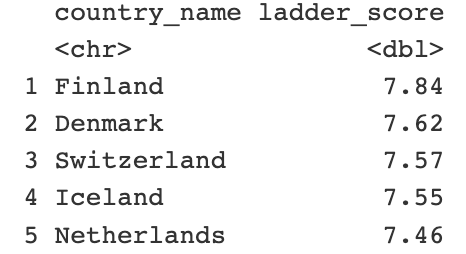 country_name ladder_score
<chr> <dbl>
1 Finland 7.84
2 Denmark 7.62
3 Switzerland 7.57
4 Iceland 7.55
5 Netherlands 7.46